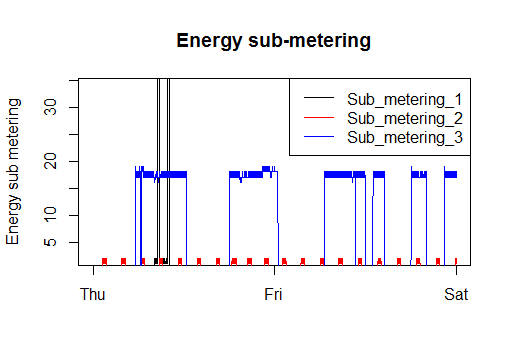 Energy sub-metering
Sub_metering_1
Sub_metering_2
Sub_metering_3
Energy sub metering
30
20
10
5
Thu Fri Sat